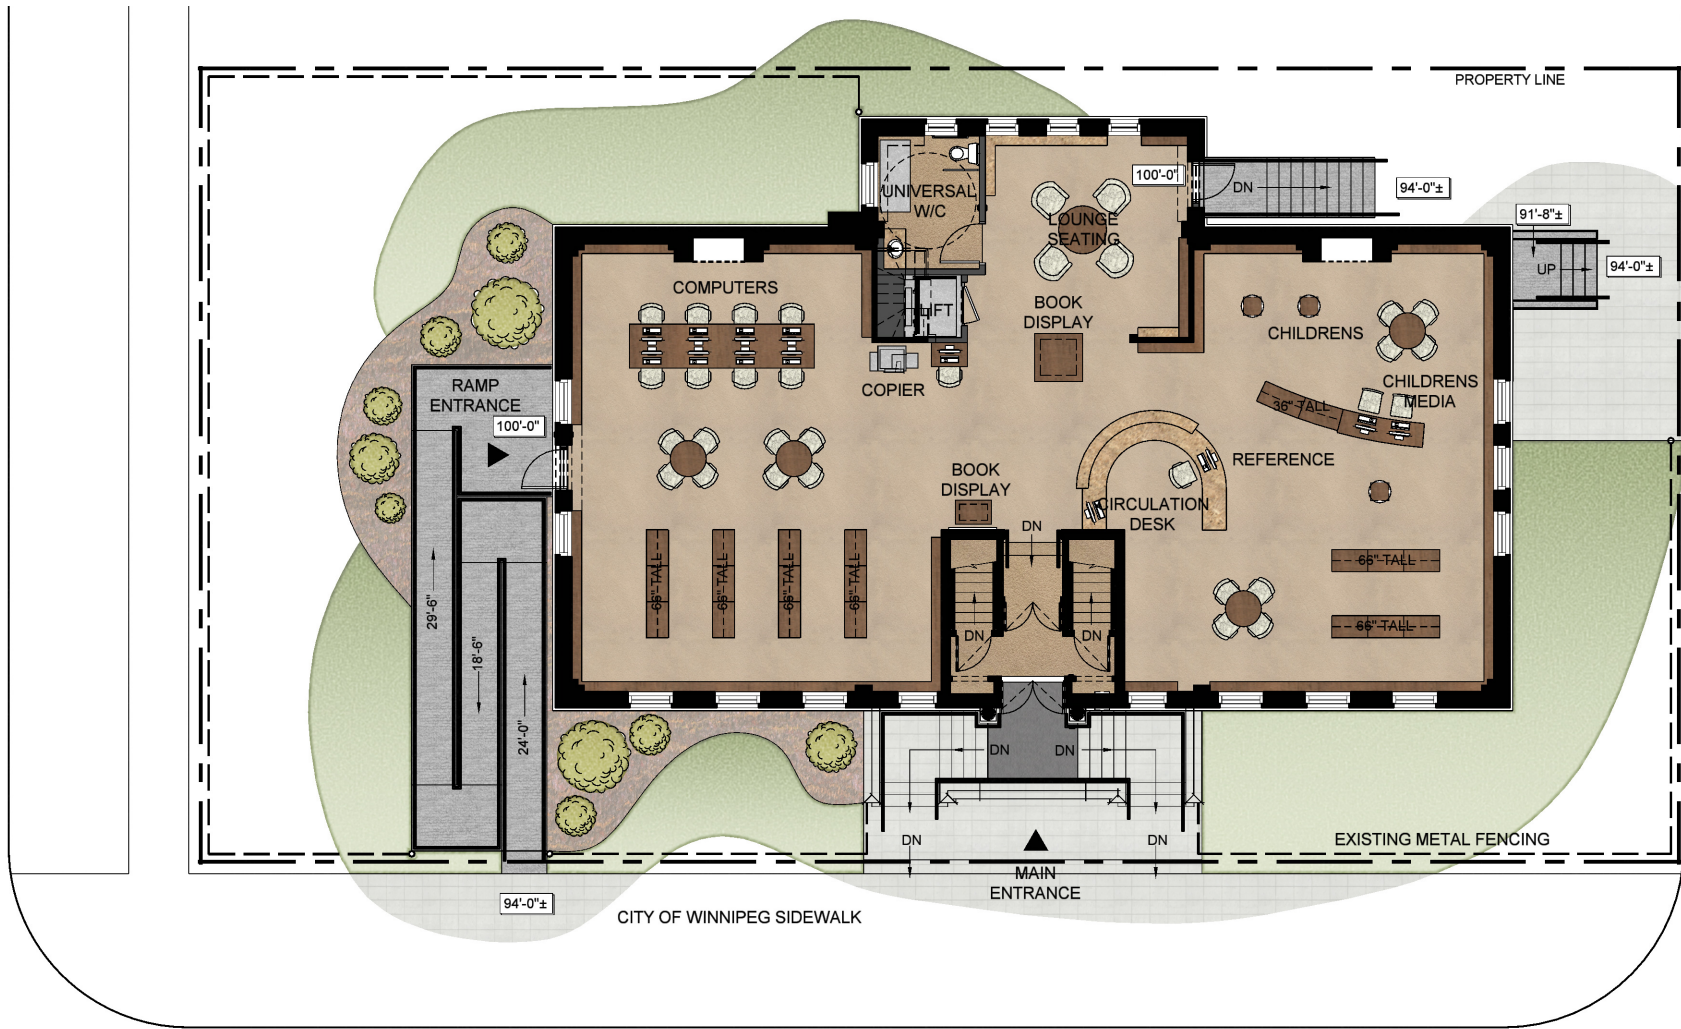 PROPERTY LINE
100'-0"
DN
94'-0"±
UNIVERSAL
W/C
LOUNGE
SEATING
91'-8"±
UP
94'-0"±
COMPUTERS
LIFT
BOOK
DISPLAY
CHILDRENS
COPIER
CHILDRENS
MEDIA
36" TALL
RAMP
ENTRANCE
100'-0"
REFERENCE
BOOK
DISPLAY
CIRCULATION
DESK
DN
66" TALL
66" TALL
66" TALL
66" TALL
66" TALL
66" TALL
DN
DN
29'-6"
18'-6"
24'-0"
DN
DN
DN
DN
EXISTING METAL FENCING
MAIN
ENTRANCE
94'-0"±
CITY OF WINNIPEG SIDEWALK